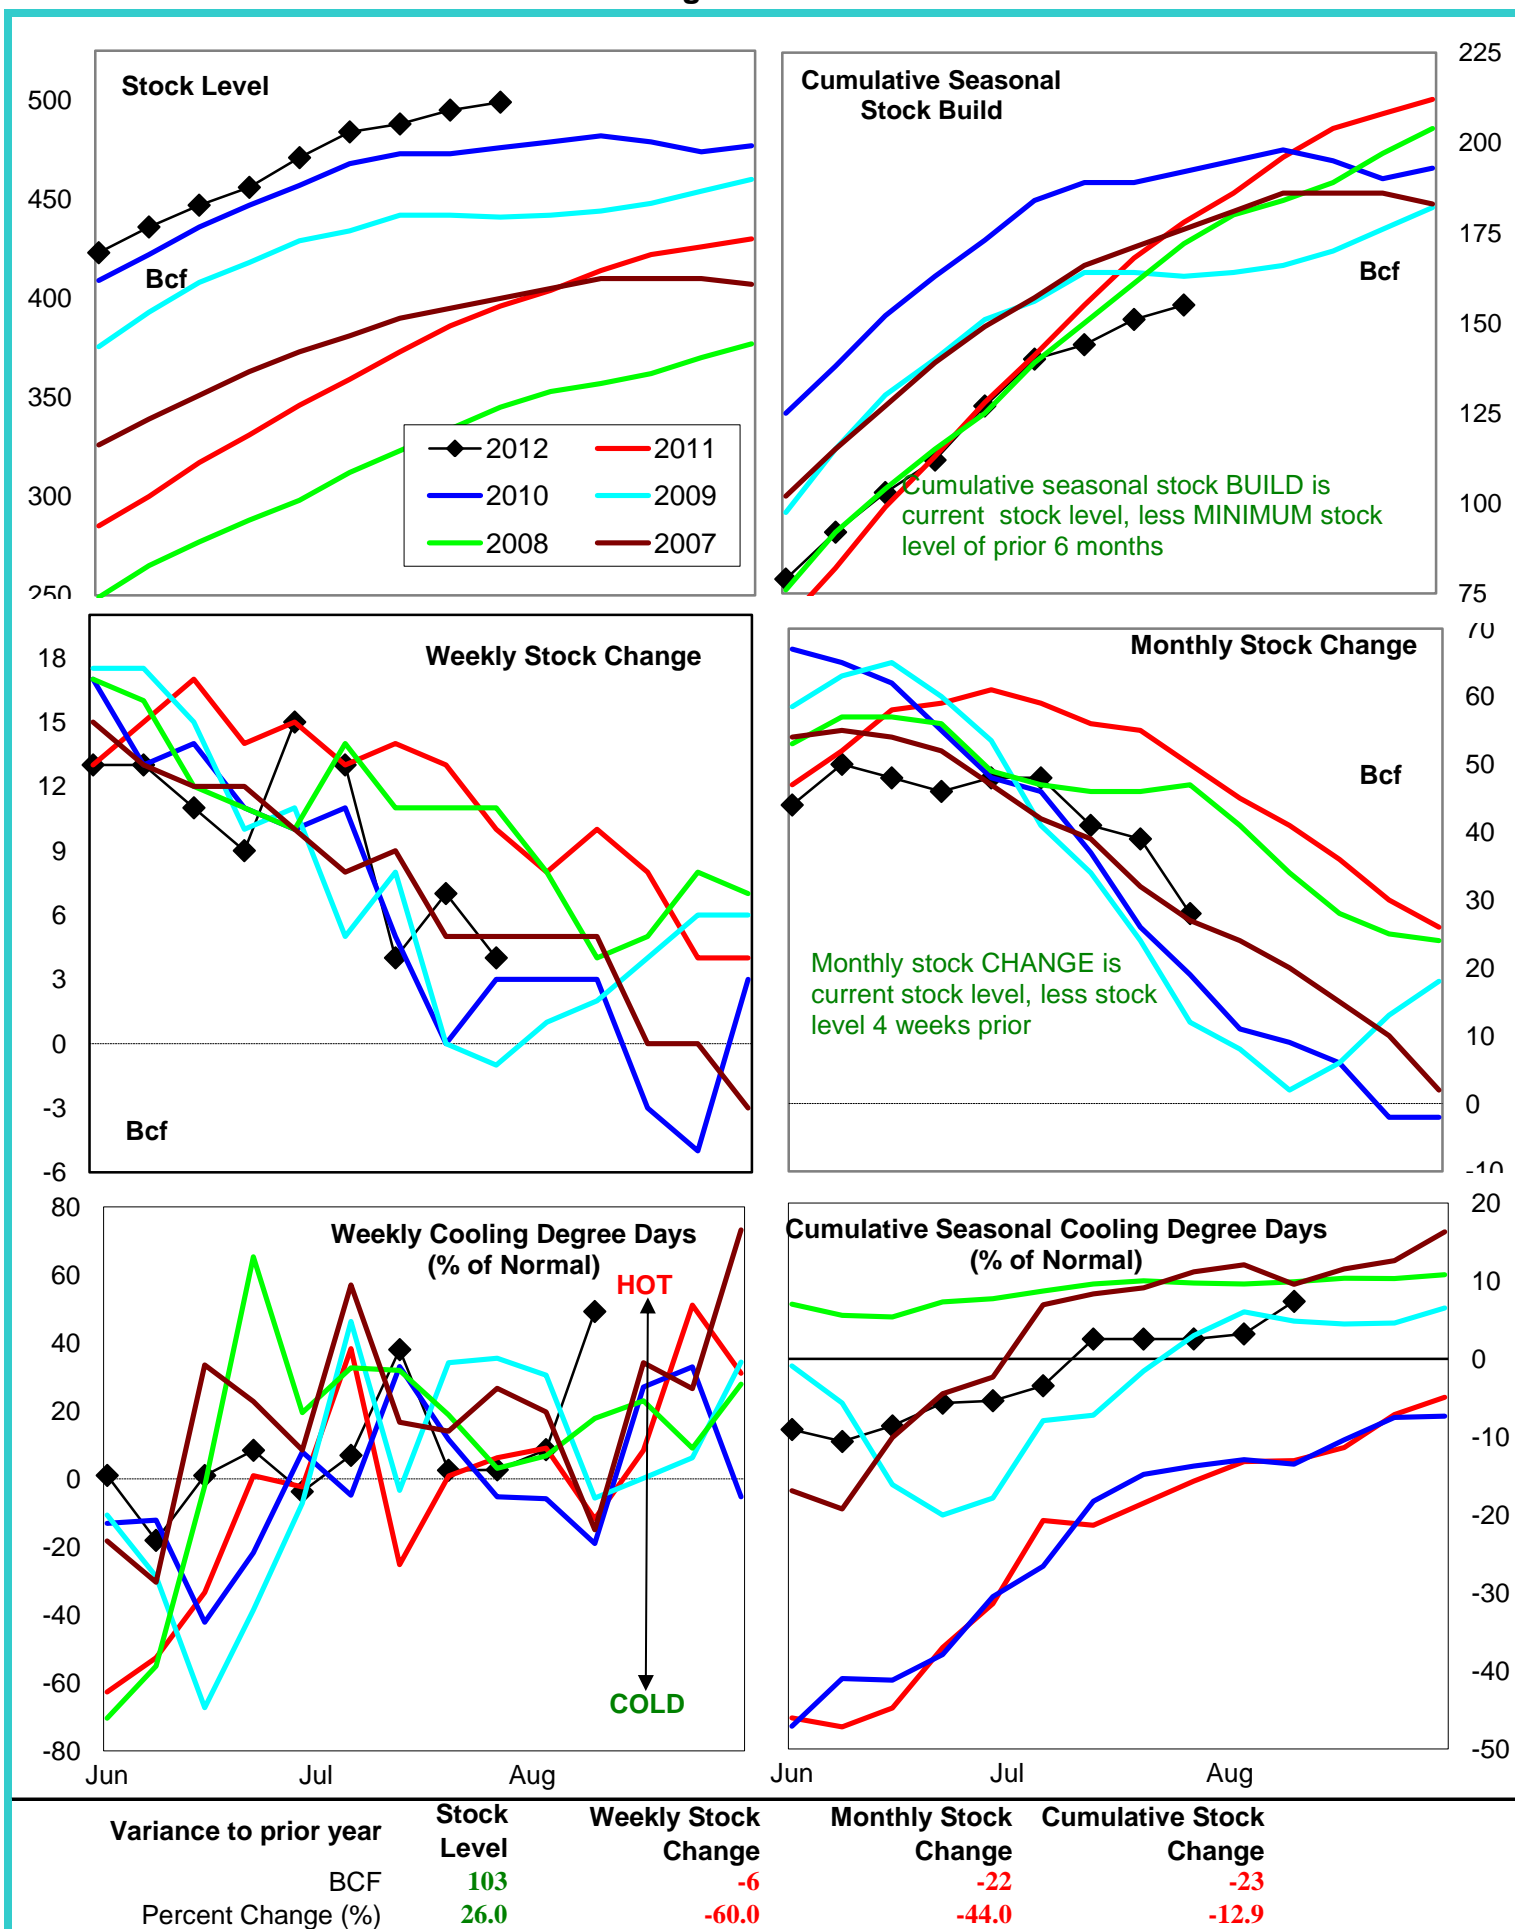 Stock Level
500
450
400
350
300
250
Bcf
2012
2011
2010
2009
2008
2007
Cumulative Seasonal
Stock Build
225
200
175
150
125
100
75
Bcf
Cumulative seasonal stock BUILD is
current stock level, less MINIMUM stock
level of prior 6 months
Weekly Stock Change
18
15
12
9
6
3
0
-3
-6
Bcf
Monthly Stock Change
70
60
50
40
30
20
10
0
-10
Bcf
Monthly stock CHANGE is
current stock level, less stock
level 4 weeks prior
Weekly Cooling Degree Days
(% of Normal)
HOT
COLD
80
60
40
20
0
-20
-40
-60
-80
Jun Jul Aug
Cumulative Seasonal Cooling Degree Days
(% of Normal)
20
10
0
-10
-20
-30
-40
-50
Jun Jul Aug
Variance to prior year
Stock
Level
Weekly Stock
Change
Monthly Stock
Change
Cumulative Stock
Change
BCF 103 -6 -22 -23
Percent Change (%) 26.0 -60.0 -44.0 -12.9